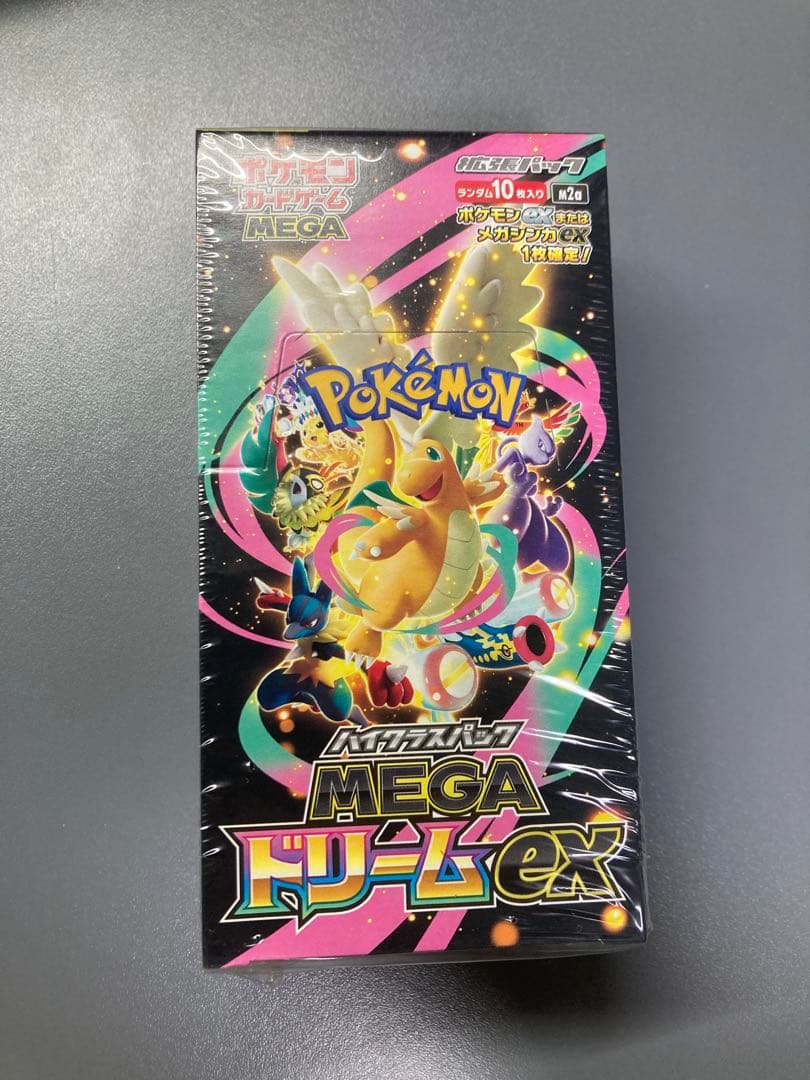 ポケモン
カードゲーム
MEGA
拡張パック
ランダム10枚入り
M2a
ポケモンexまたは
メガシンカex
1枚確定!
POKÉMON
TM
ハイクラスパック
MEGA
ドリームex